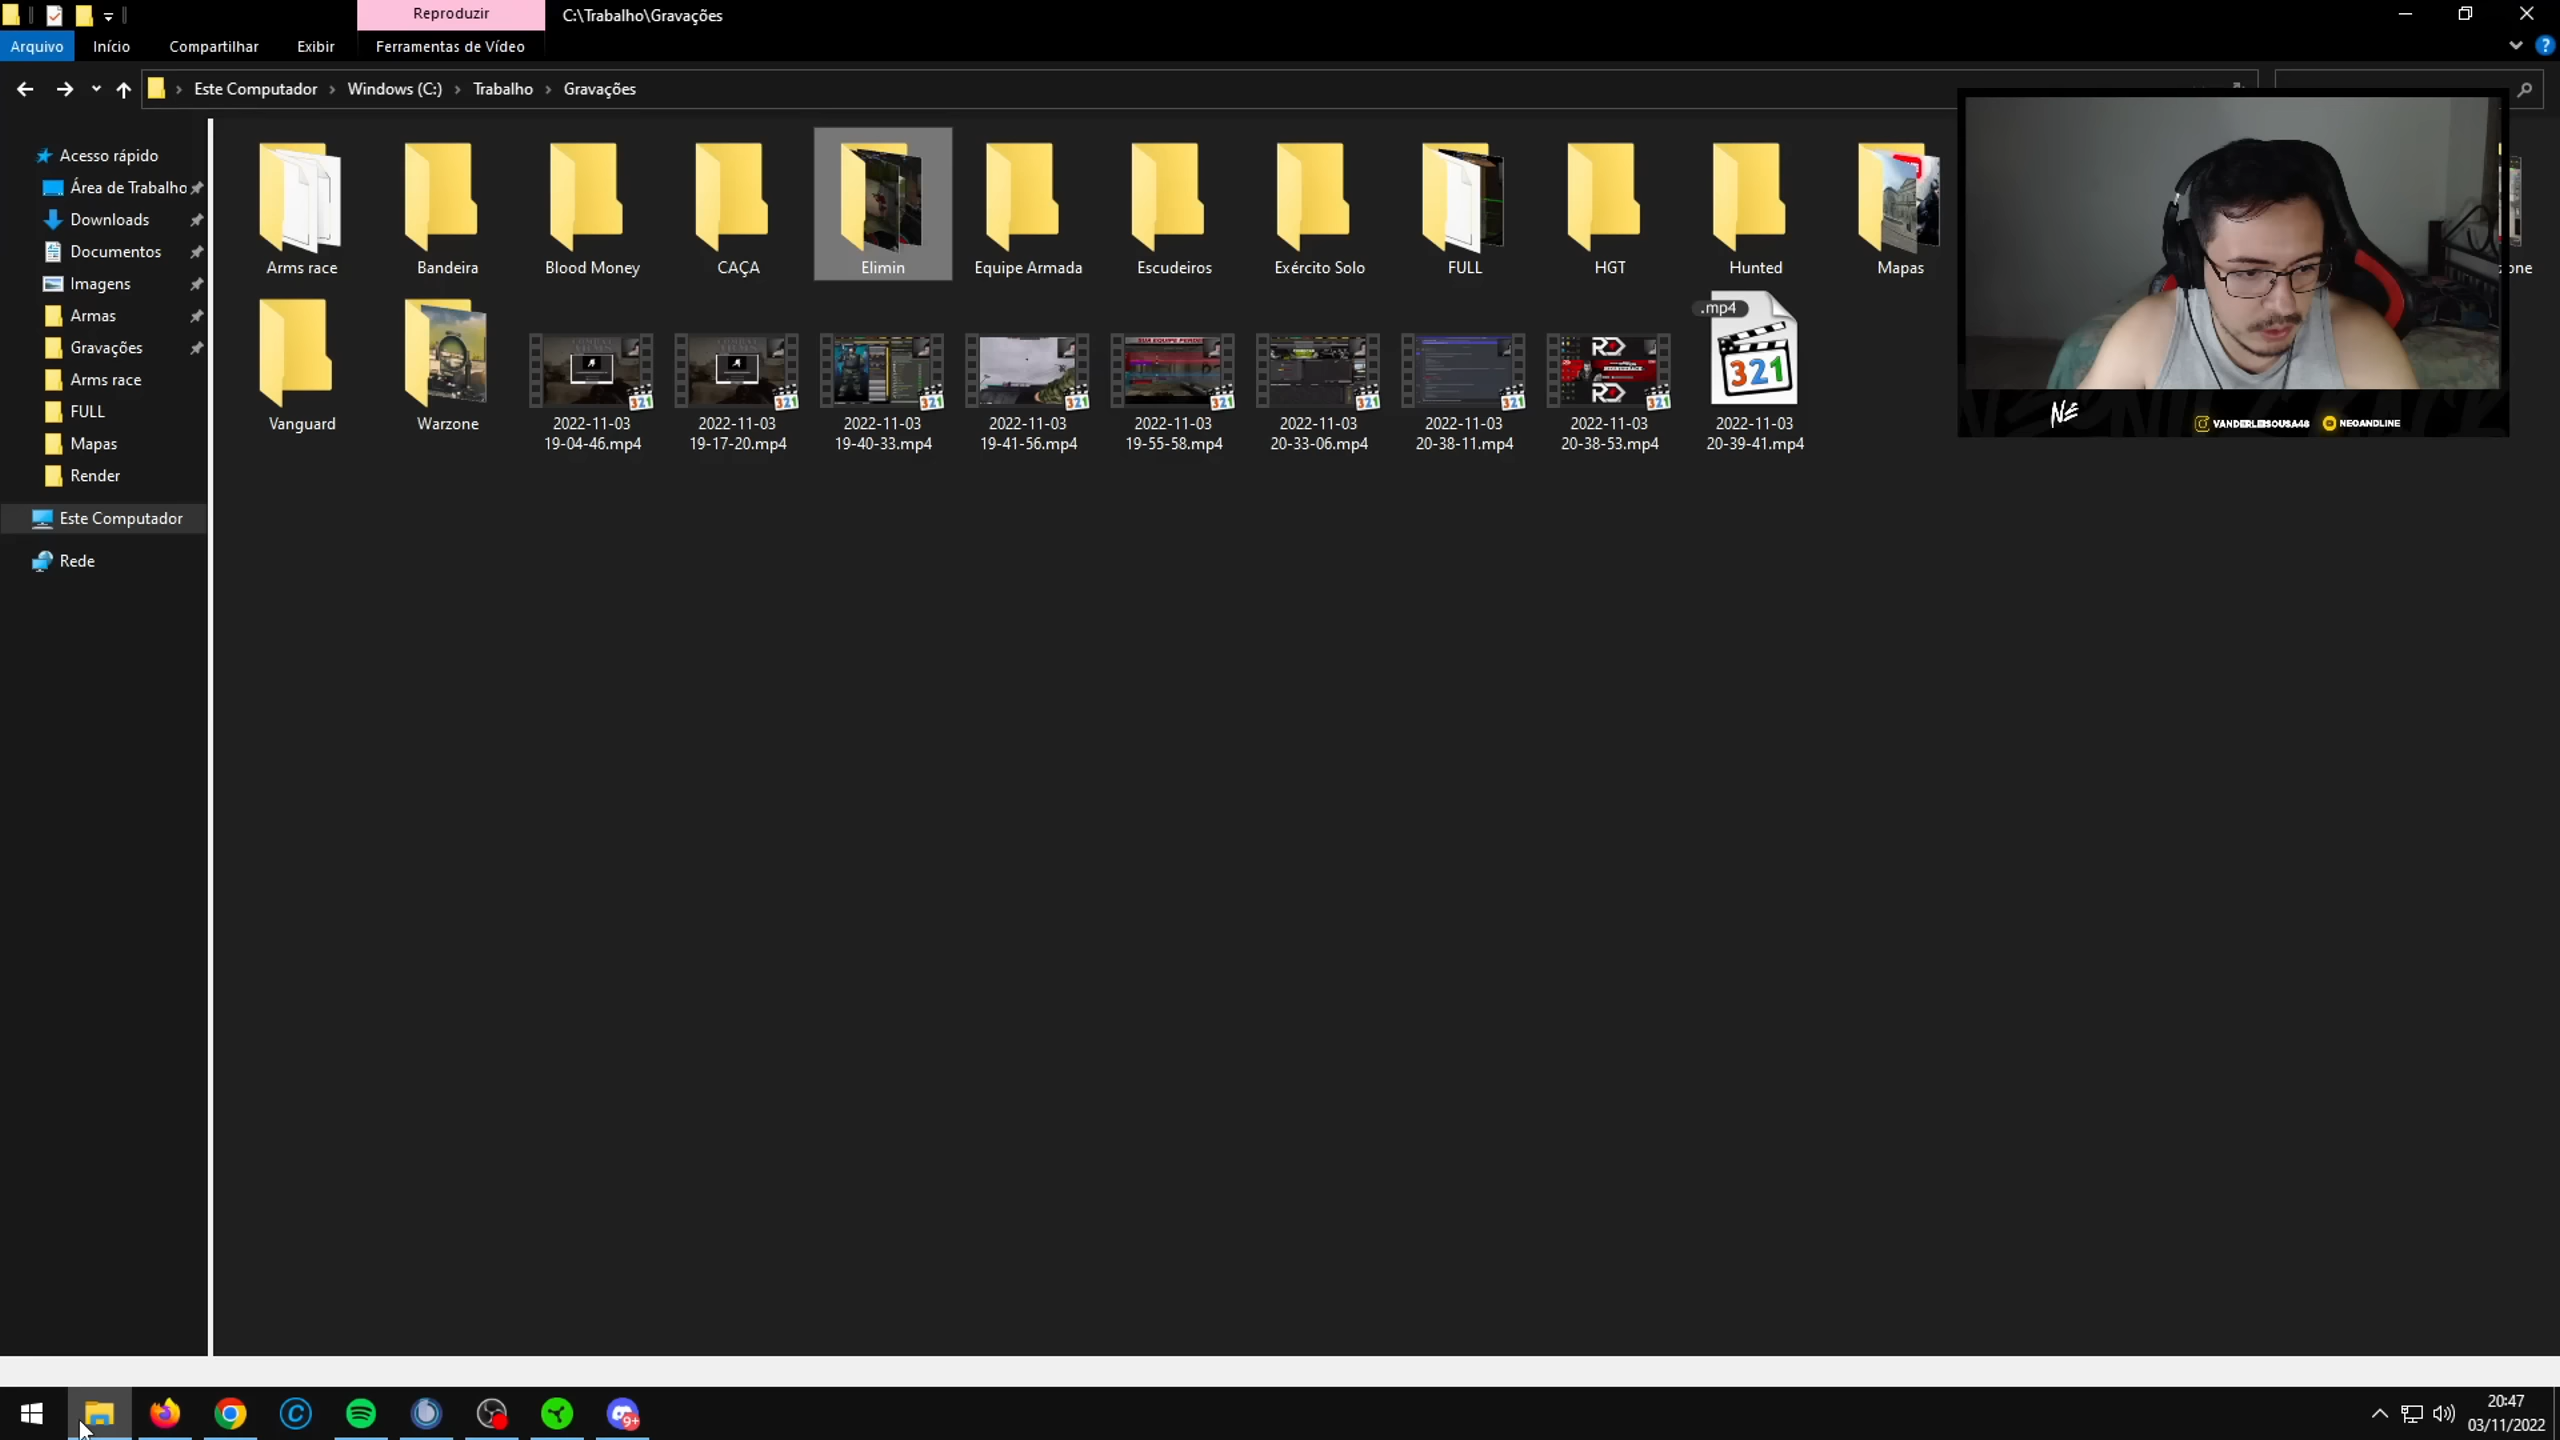 Reproduzir
C:\Trabalho\Gravações
Arquivo
Início
Compartilhar
Exibir
Ferramentas de Vídeo
Este Computador
Windows (C:)
Trabalho
Gravações
Acesso rápido
Área de Trabalho
Downloads
Documentos
Imagens
Armas
Gravações
Arms race
FULL
Mapas
Render
Este Computador
Rede
Arms race
Bandeira
Blood Money
CAÇA
Elimin
Equipe Armada
Escudeiros
Exército Solo
FULL
HGT
Hunted
Mapas
one
Vanguard
Warzone
2022-11-03
19-04-46.mp4
2022-11-03
19-17-20.mp4
2022-11-03
19-40-33.mp4
2022-11-03
19-41-56.mp4
2022-11-03
19-55-58.mp4
2022-11-03
20-33-06.mp4
2022-11-03
20-38-11.mp4
2022-11-03
20-38-53.mp4
.mp4
321
2022-11-03
20-39-41.mp4
NE
VANDERLEISOUSA48
NEOANDLINE
9+
20:47
03/11/2022